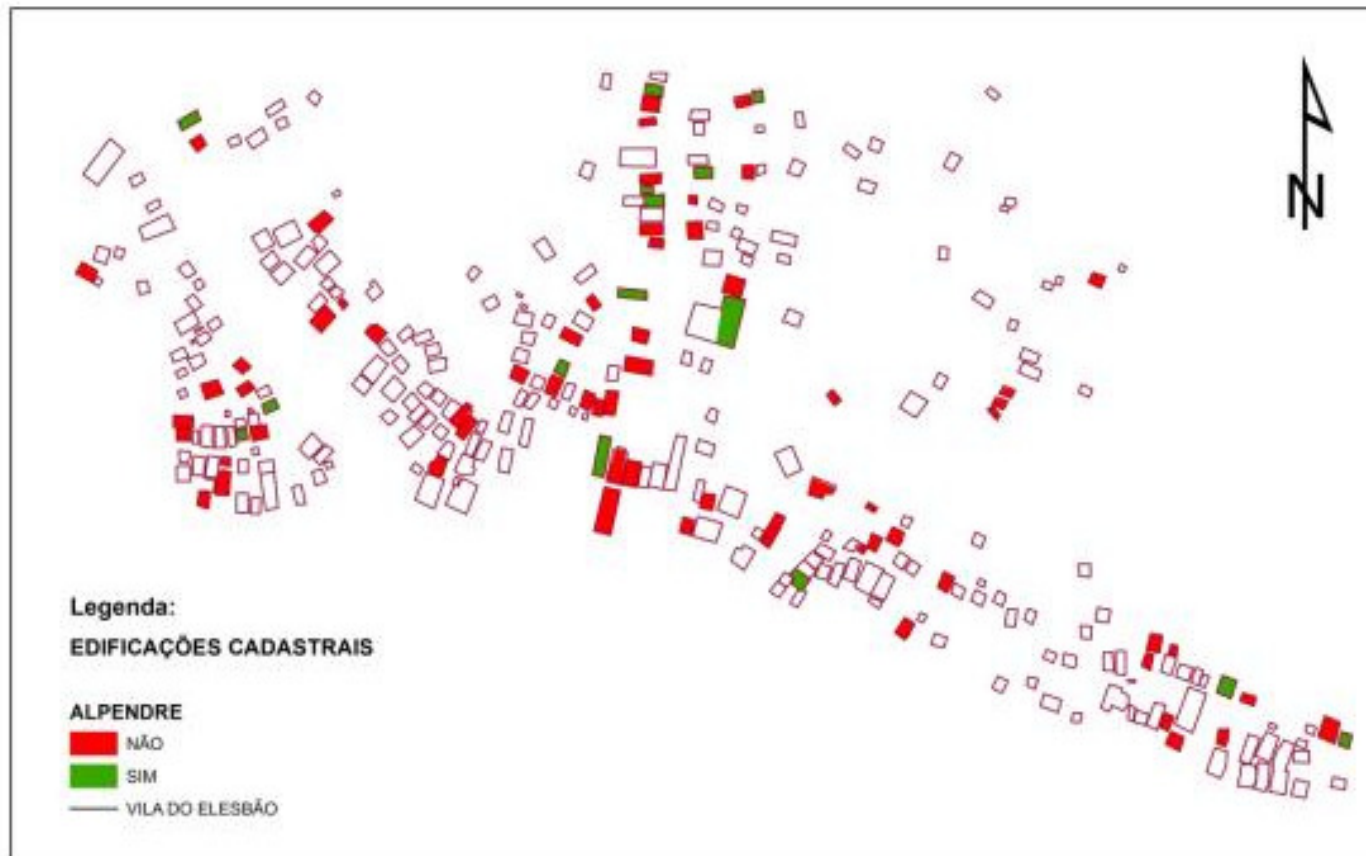 N
Legenda:
EDIFICAÇÕES CADASTRAIS
ALPENDRE
NÃO
SIM
VILA DO ELESBÃO